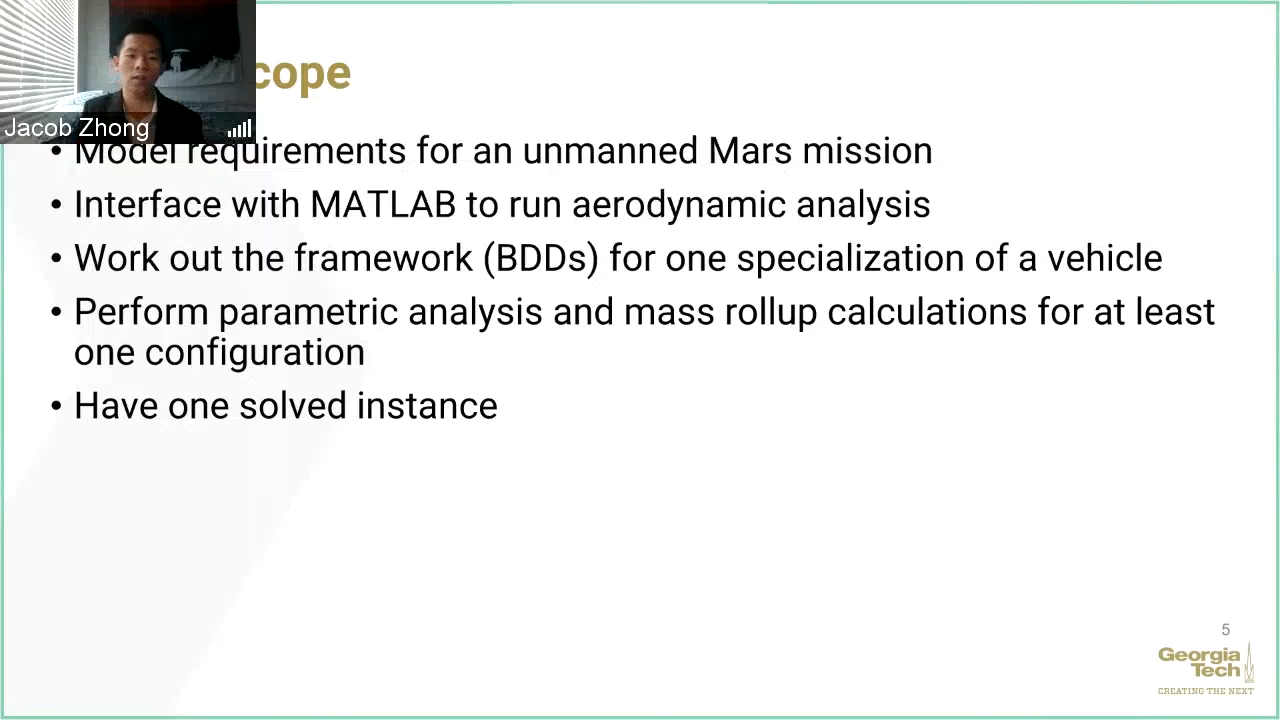 cope
Jacob Zhong
• Model requirements for an unmanned Mars mission
• Interface with MATLAB to run aerodynamic analysis
• Work out the framework (BDDs) for one specialization of a vehicle
• Perform parametric analysis and mass rollup calculations for at least
one configuration
• Have one solved instance
5
Georgia
Tech
CREATING THE NEXT